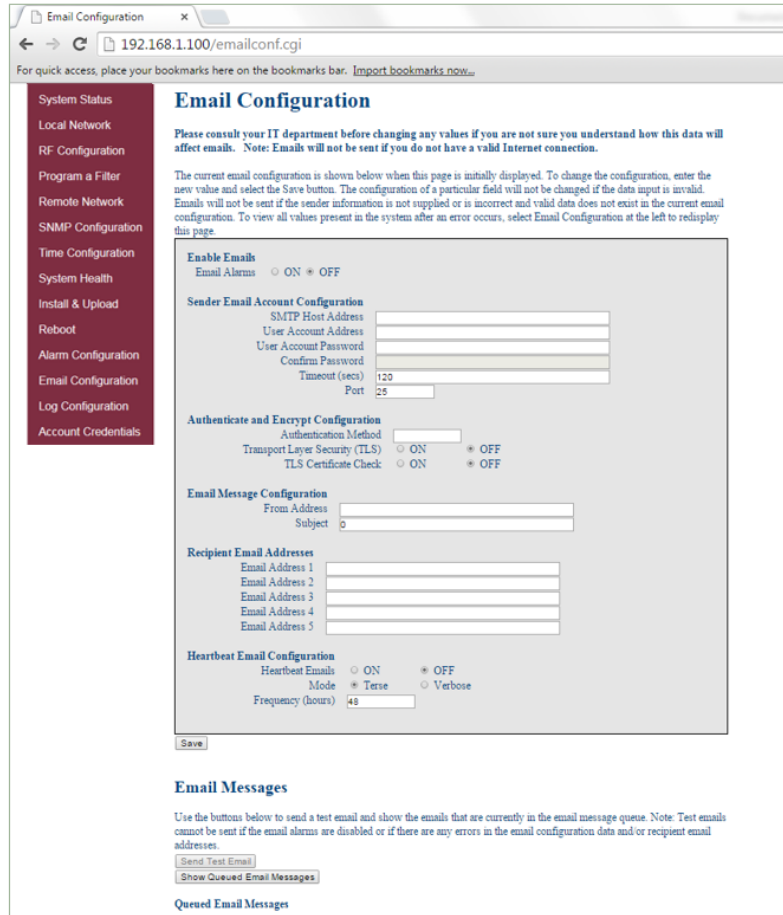 Email Configuration
192.168.1.100/emailconf.cgi
For quick access, place your bookmarks here on the bookmarks bar. Import bookmarks now...
System Status
Local Network
RF Configuration
Program a Filter
Remote Network
SNMP Configuration
Time Configuration
System Health
Install & Upload
Reboot
Alarm Configuration
Email Configuration
Log Configuration
Account Credentials
Email Configuration
Please consult your IT department before changing any values if you are not sure you understand how this data will
affect emails. Note: Emails will not be sent if you do not have a valid Internet connection.
The current email configuration is shown below when this page is initially displayed. To change the configuration, enter the
new value and select the Save button. The configuration of a particular field will not be changed if the data input is invalid.
Emails will not be sent if the sender information is not supplied or is incorrect and valid data does not exist in the current email
configuration. To view all values present in the system after an error occurs, select Email Configuration at the left to redisplay
this page.
Enable Emails
Email Alarms ON OFF
Sender Email Account Configuration
SMTP Host Address
User Account Address
User Account Password
Confirm Password
Timeout (secs) 120
Port 25
Authenticate and Encrypt Configuration
Authentication Method
Transport Layer Security (TLS) ON OFF
TLS Certificate Check ON OFF
Email Message Configuration
From Address
Subject 0
Recipient Email Addresses
Email Address 1
Email Address 2
Email Address 3
Email Address 4
Email Address 5
Heartbeat Email Configuration
Heartbeat Emails ON OFF
Mode Terse Verbose
Frequency (hours) 48
Save
Email Messages
Use the buttons below to send a test email and show the emails that are currently in the email message queue. Note: Test emails
cannot be sent if the email alarms are disabled or if there are any errors in the email configuration data and/or recipient email
addresses.
Send Test Email
Show Queued Email Messages
Queued Email Messages